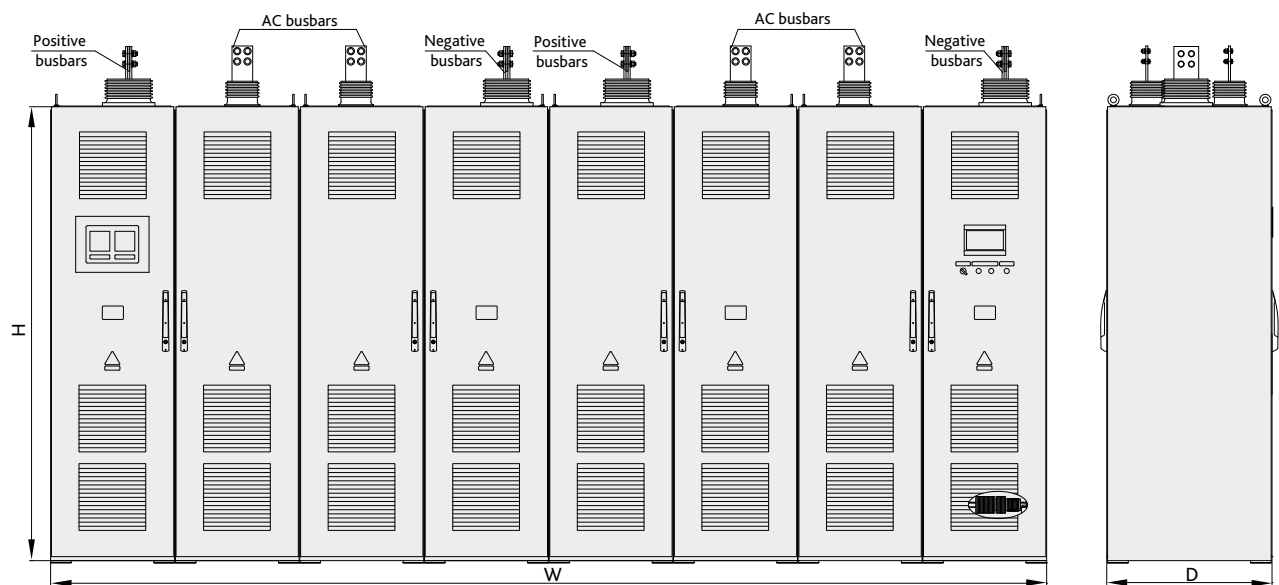 AC busbars
AC busbars
Positive
busbars
Negative
busbars
Positive
busbars
Negative
busbars
H
W
D